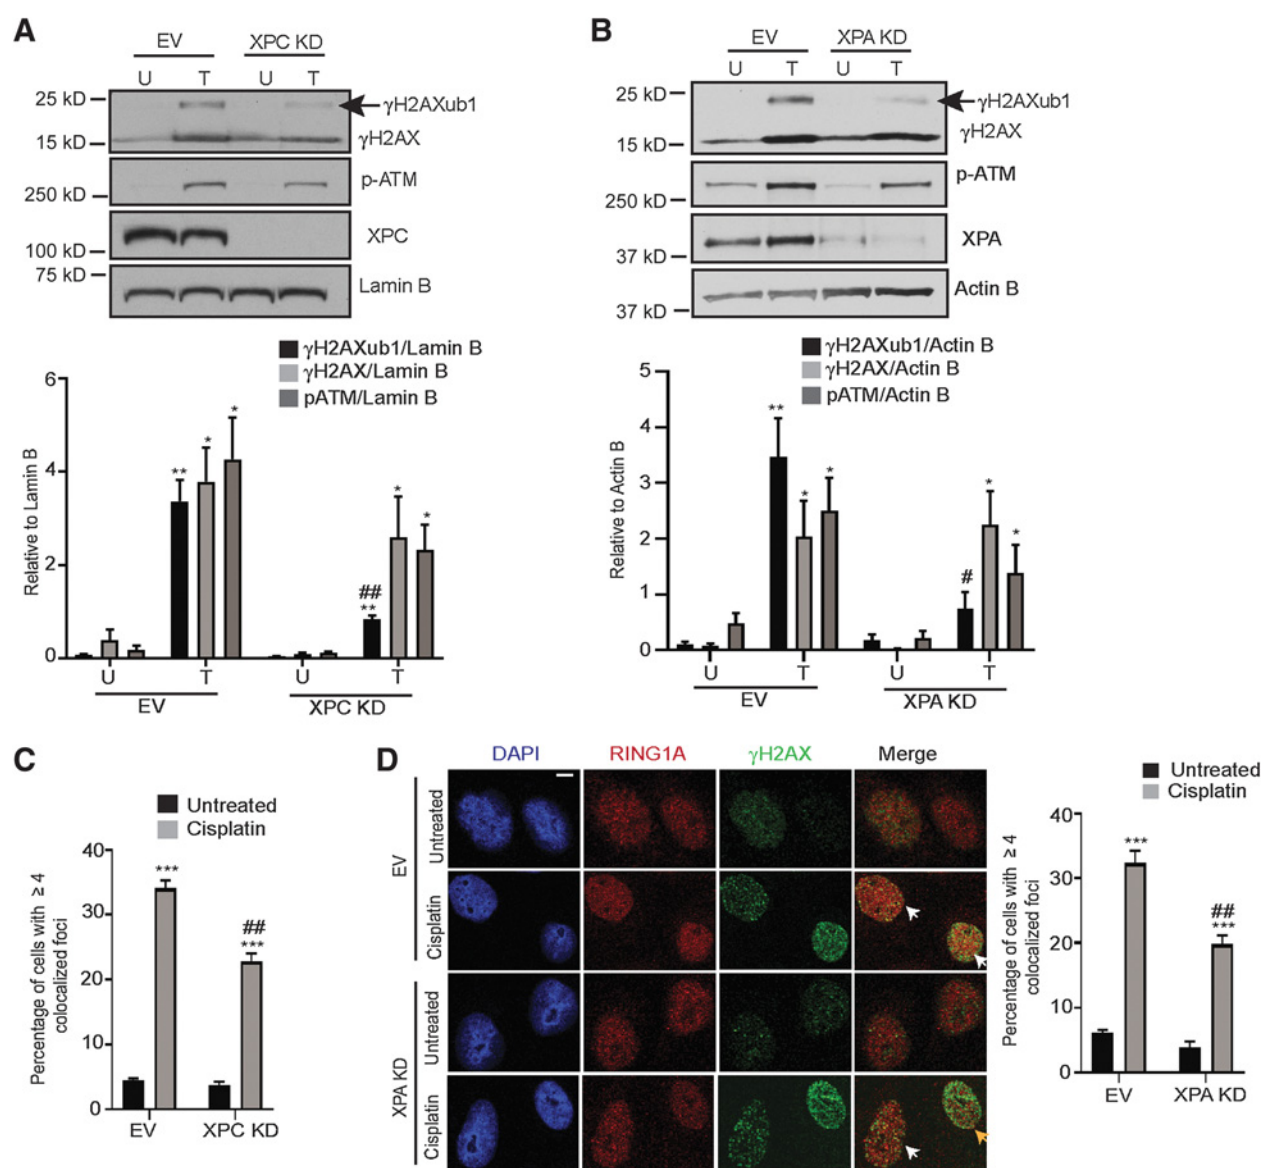 A
EV
XPC KD
U
T
U
T
25 kD
γH2AXub1
15 kD
γH2AX
p-ATM
250 kD
XPC
100 kD
75 kD
Lamin B
γH2AXub1/Lamin B
γH2AX/Lamin B
pATM/Lamin B
Relative to Lamin B
6
4
2
0
**
*
*
##
**
*
*
U
T
U
T
EV
XPC KD
B
EV
XPA KD
U
T
U
T
25 kD
γH2AXub1
γH2AX
15 kD
p-ATM
250 kD
XPA
37 kD
Actin B
37 kD
γH2AXub1/Actin B
γH2AX/Actin B
pATM/Actin B
Relative to Actin B
5
4
3
2
1
0
**
*
*
#
*
*
U
T
U
T
EV
XPA KD
C
Untreated
Cisplatin
Percentage of cells with ≥ 4
colocalized foci
40
30
20
10
0
***
##
***
EV
XPC KD
D
DAPI
RING1A
γH2AX
Merge
EV
Untreated
Cisplatin
XPA KD
Untreated
Cisplatin
Untreated
Cisplatin
Percentage of cells with ≥ 4
colocalized foci
40
30
20
10
0
***
##
***
EV
XPA KD